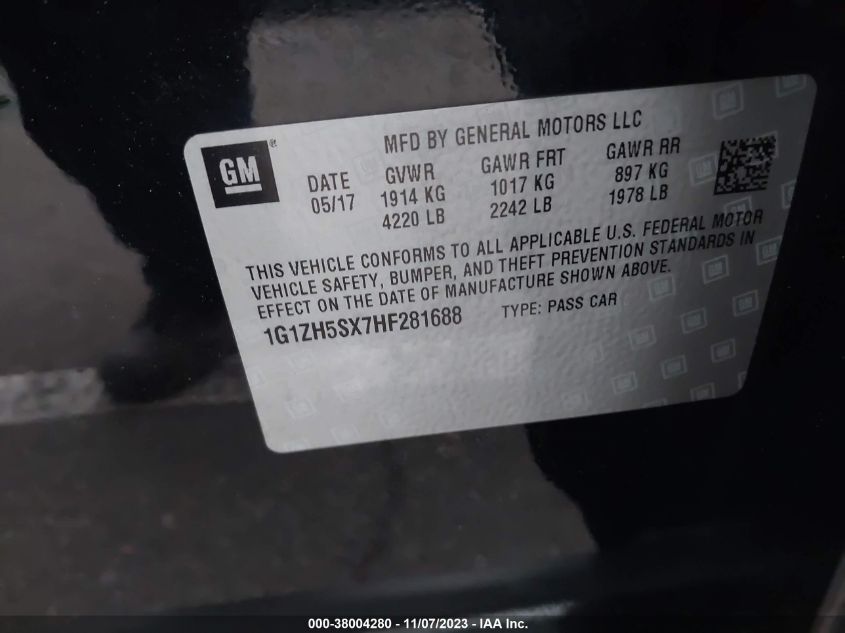 MFD BY GENERAL MOTORS LLC
GM®
DATE GVWR GAWR FRT GAWR RR
05/17 1914 KG 1017 KG 897 KG
4220 LB 2242 LB 1978 LB
THIS VEHICLE CONFORMS TO ALL APPLICABLE U.S. FEDERAL MOTOR
VEHICLE SAFETY, BUMPER, AND THEFT PREVENTION STANDARDS IN
EFFECT ON THE DATE OF MANUFACTURE SHOWN ABOVE.
1G1ZH5SX7HF281688 TYPE: PASS CAR
000-38004280 - 11/07/2023 - IAA Inc.